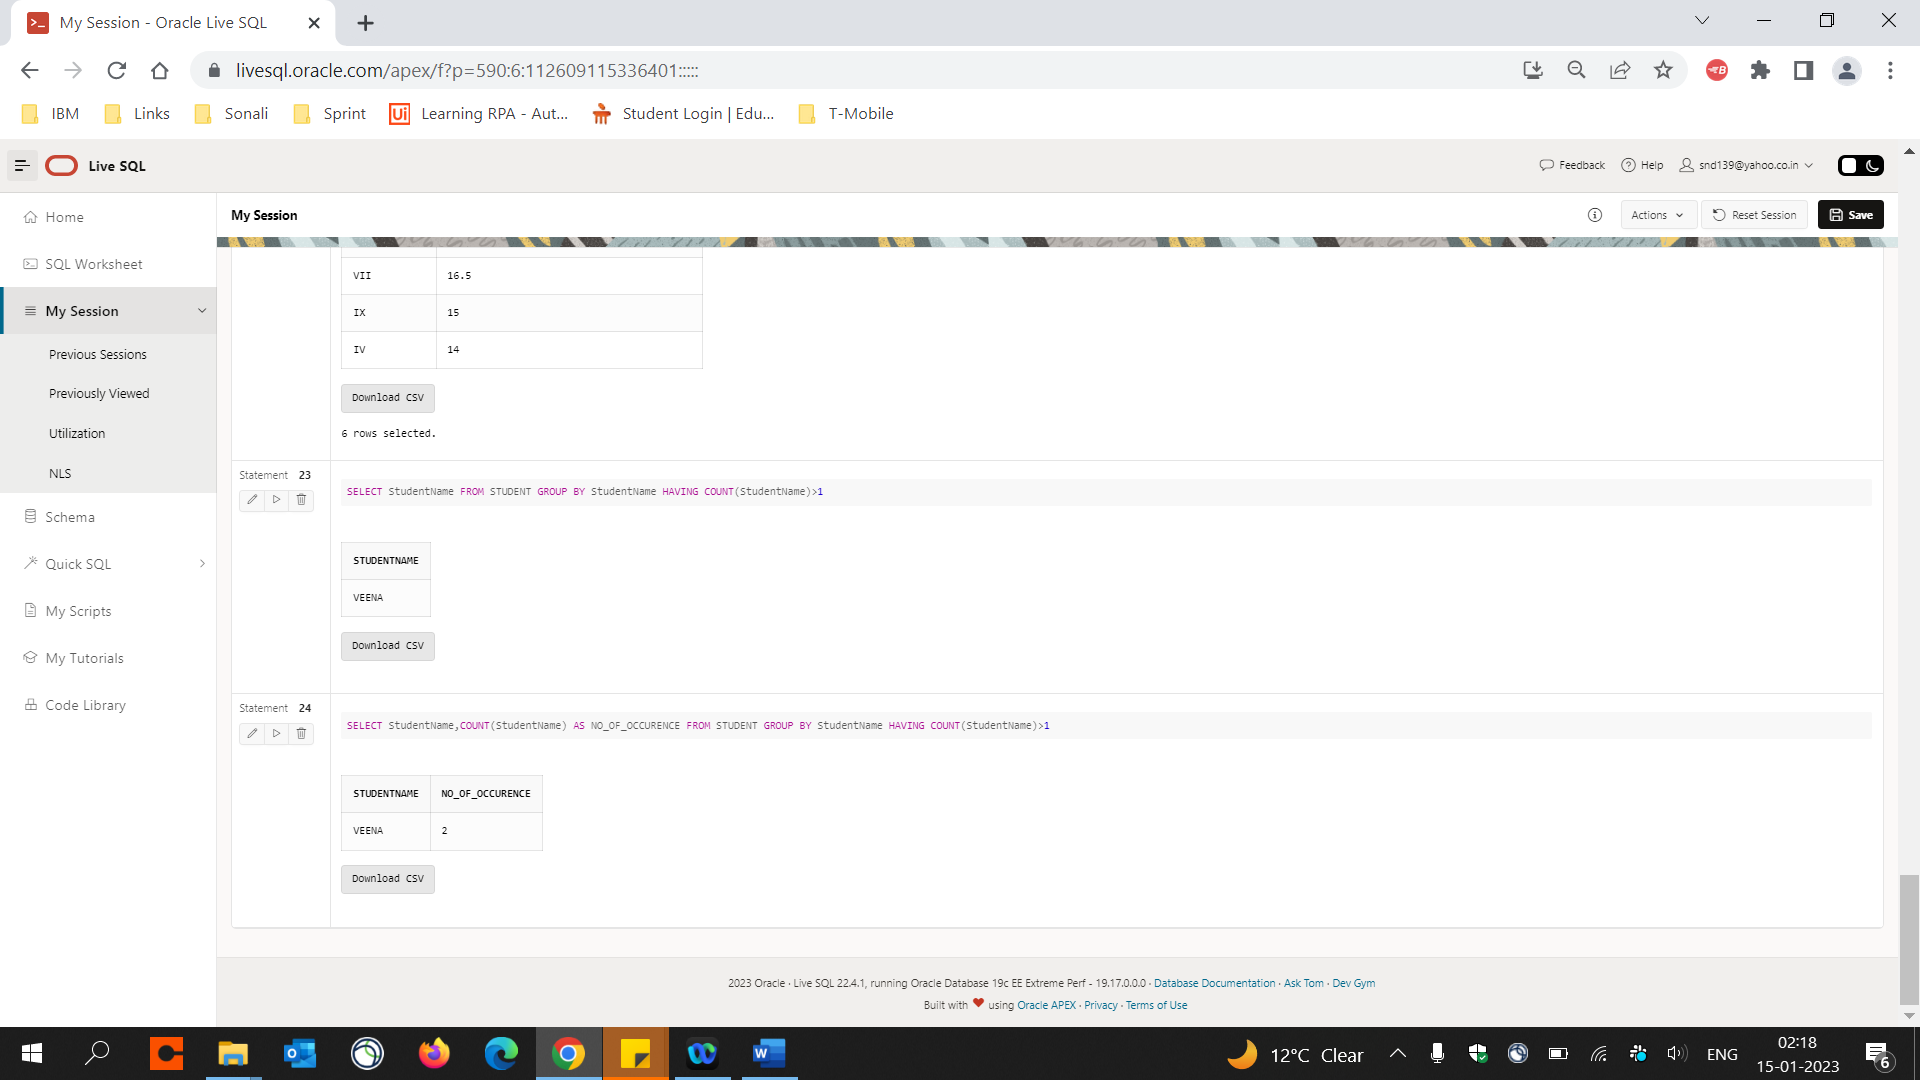 My Session - Oracle Live SQL
livesql.oracle.com/apex/f?p=590:6:112609115336401:::::
IBM Links Sonali Sprint Ui Learning RPA - Aut... Student Login | Edu... T-Mobile
Live SQL Feedback Help snd139@yahoo.co.in
My Session Actions Reset Session Save
Home
SQL Worksheet
My Session
Previous Sessions
Previously Viewed
Utilization
NLS
Schema
Quick SQL
My Scripts
My Tutorials
Code Library
VII 16.5
IX 15
IV 14
Download CSV
6 rows selected.
Statement 23
SELECT StudentName FROM STUDENT GROUP BY StudentName HAVING COUNT(StudentName)>1
STUDENTNAME
VEENA
Download CSV
Statement 24
SELECT StudentName,COUNT(StudentName) AS NO_OF_OCCURENCE FROM STUDENT GROUP BY StudentName HAVING COUNT(StudentName)>1
STUDENTNAME NO_OF_OCCURENCE
VEENA 2
Download CSV
2023 Oracle · Live SQL 22.4.1, running Oracle Database 19c EE Extreme Perf - 19.17.0.0.0 · Database Documentation · Ask Tom · Dev Gym
Built with ❤ using Oracle APEX · Privacy · Terms of Use
12°C Clear ENG 02:18
15-01-2023 6